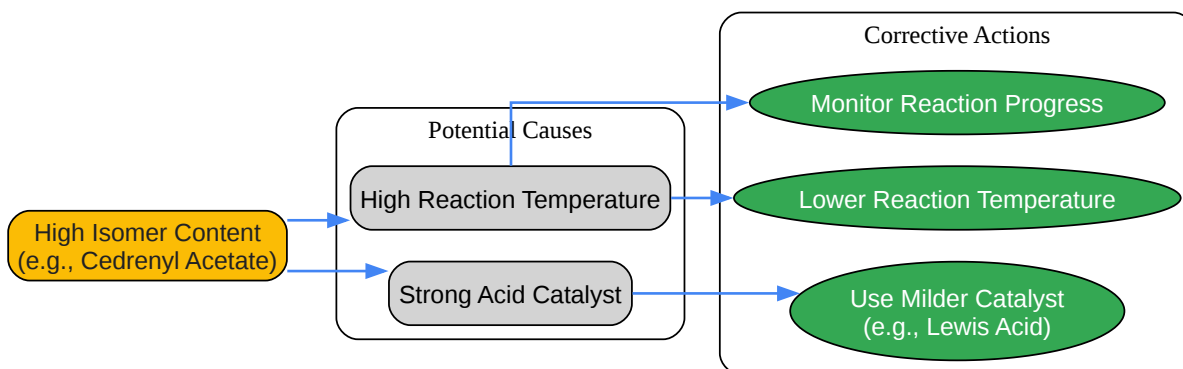 High Isomer Content
(e.g., Cedrenyl Acetate)
Potential Causes
High Reaction Temperature
Strong Acid Catalyst
Corrective Actions
Monitor Reaction Progress
Lower Reaction Temperature
Use Milder Catalyst
(e.g., Lewis Acid)